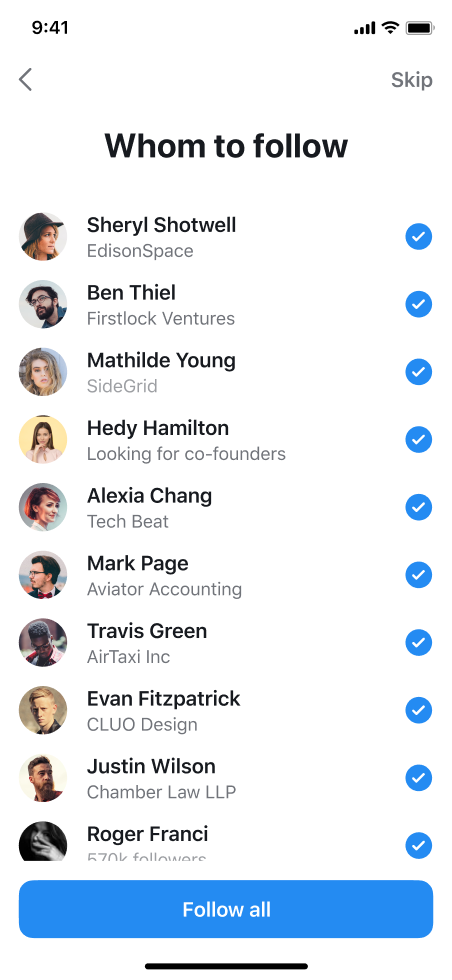 9:41
Skip
Whom to follow
Sheryl Shotwell
EdisonSpace
Ben Thiel
Firstlock Ventures
Mathilde Young
SideGrid
Hedy Hamilton
Looking for co-founders
Alexia Chang
Tech Beat
Mark Page
Aviator Accounting
Travis Green
AirTaxi Inc
Evan Fitzpatrick
CLUO Design
Justin Wilson
Chamber Law LLP
Roger Franci
570k followers
Follow all